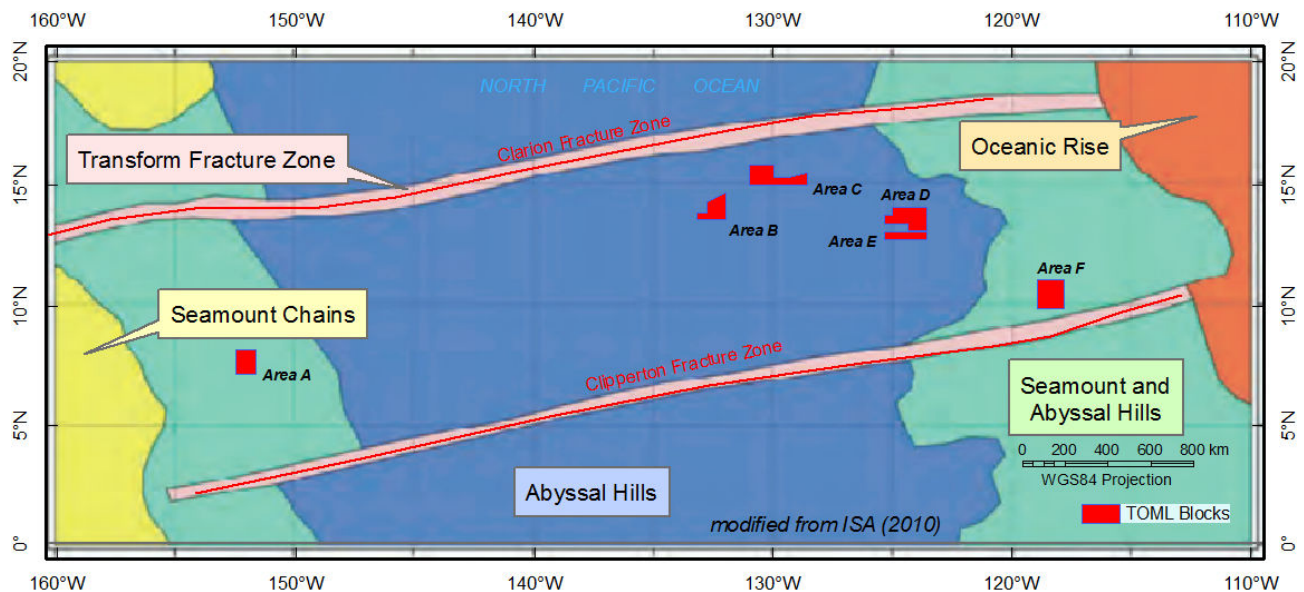 160°W 150°W 140°W 130°W 120°W 110°W
20°N 20°N
NORTH PACIFIC OCEAN
Clarion Fracture Zone
Transform Fracture Zone
Oceanic Rise
15°N 15°N
Area C
Area D
Area B
Area E
Area F
10°N 10°N
Seamount Chains
Area A
Clipperton Fracture Zone
Seamount and
Abyssal Hills
5°N 5°N
0 200 400 600 800 km
WGS84 Projection
Abyssal Hills
TOML Blocks
modified from ISA (2010)
0° 0°
160°W 150°W 140°W 130°W 120°W 110°W